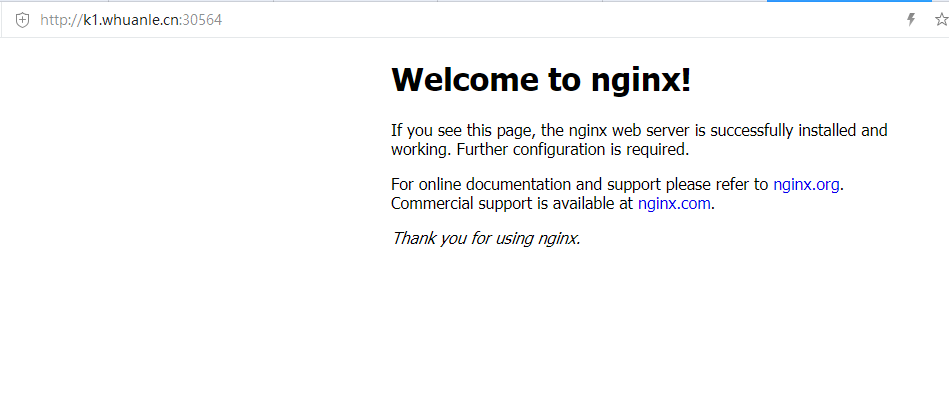 http://k1.whuanle.cn:30564
Welcome to nginx!
If you see this page, the nginx web server is successfully installed and
working. Further configuration is required.
For online documentation and support please refer to nginx.org.
Commercial support is available at nginx.com.
Thank you for using nginx.